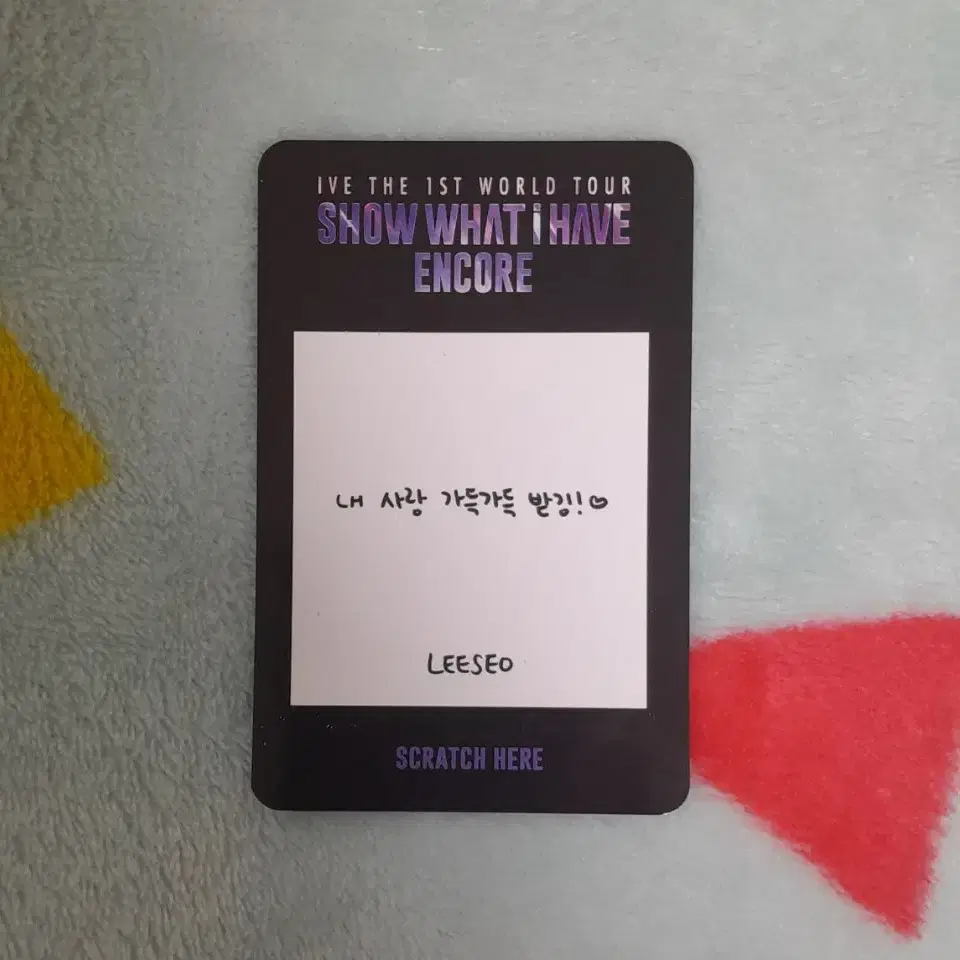 IVE THE 1ST WORLD TOUR
SHOW WHAT i HAVE
ENCORE
내 사랑 가득가득 받깅!♡
LEESEO
SCRATCH HERE